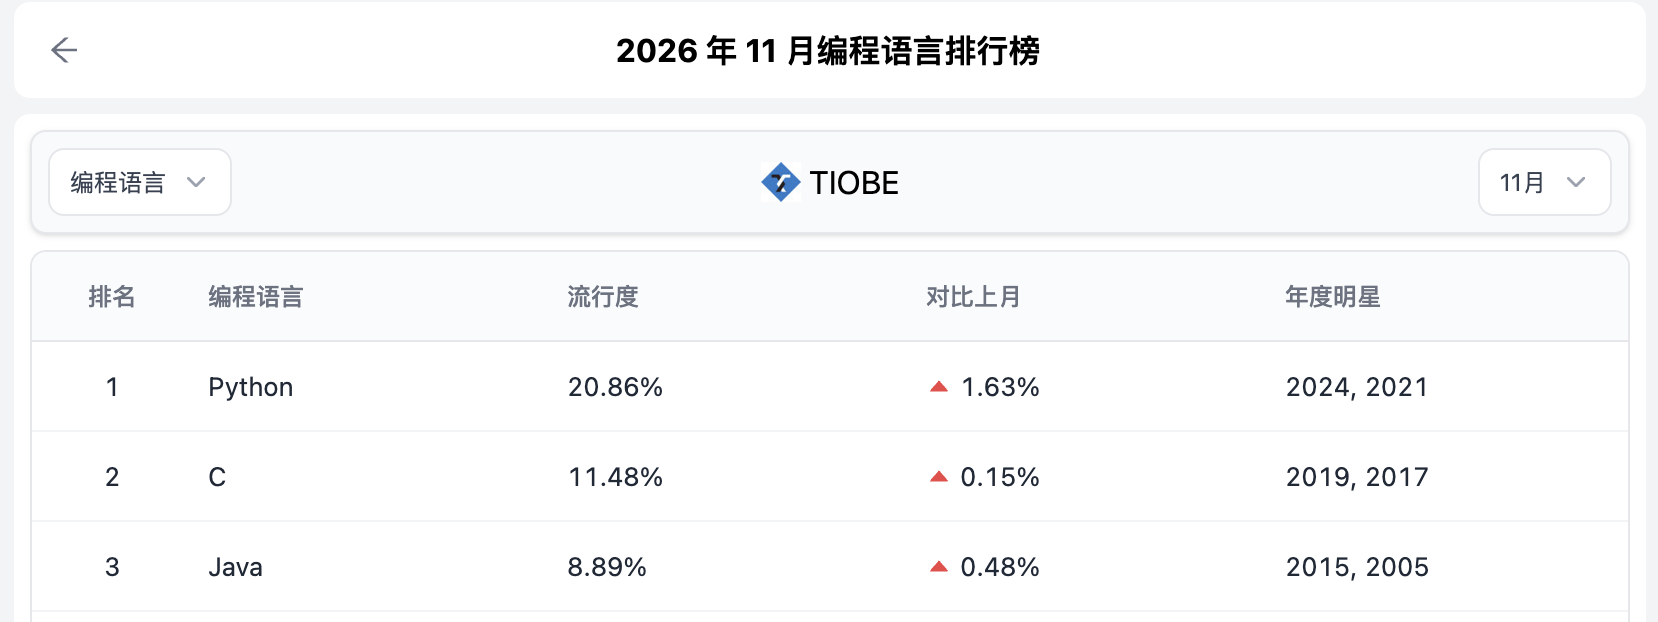 2026 年 11 月编程语言排行榜
编程语言 TIOBE 11月
排名 编程语言 流行度 对比上月 年度明星
1 Python 20.86% 1.63% 2024, 2021
2 C 11.48% 0.15% 2019, 2017
3 Java 8.89% 0.48% 2015, 2005